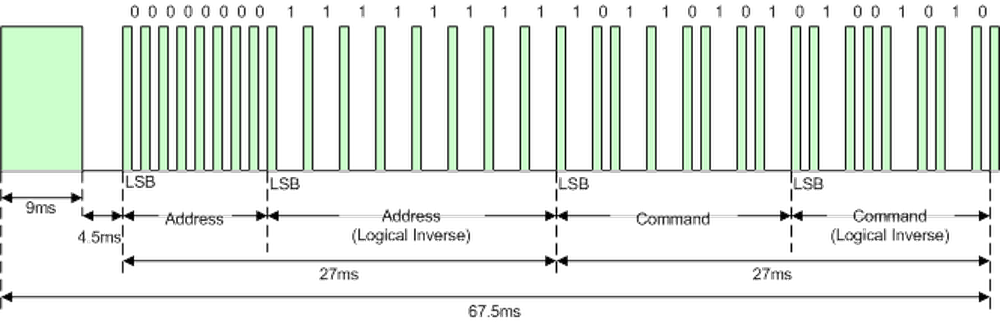 0 0 0 0 0 0 0 0 1 1 1 1 1 1 1 1 1 0 1 1 0 1 0 1 0 1 0 0 1 0 1 0
LSB LSB LSB LSB
9ms
4.5ms
Address
Address
(Logical Inverse)
Command
Command
(Logical Inverse)
27ms 27ms
67.5ms